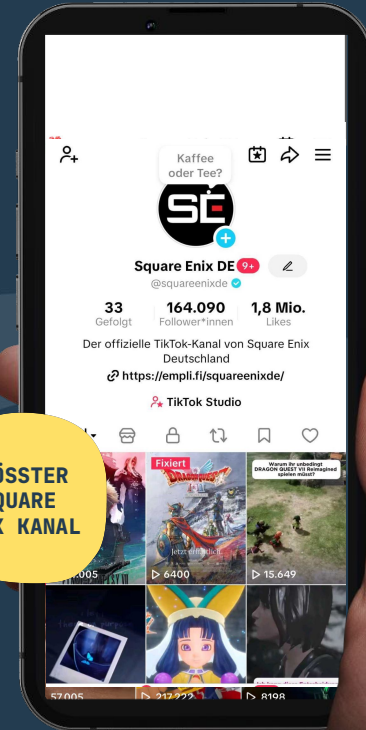 Kaffee
oder Tee?
SE
Square Enix DE 9+
@squareenixde
33 164.090 1,8 Mio.
Gefolgt Follower*innen Likes
Der offizielle TikTok-Kanal von Square Enix
Deutschland
https://empli.fi/squareenixde/
TikTok Studio
Fixiert
DRAGON QUEST
Jetzt erhältlich
Warum ihr unbedingt
DRAGON QUEST VII Reimagined
spielen müsst?
.005 6400 15.649
ÖSSTER
QUARE
X KANAL
57.005 217.222 8198